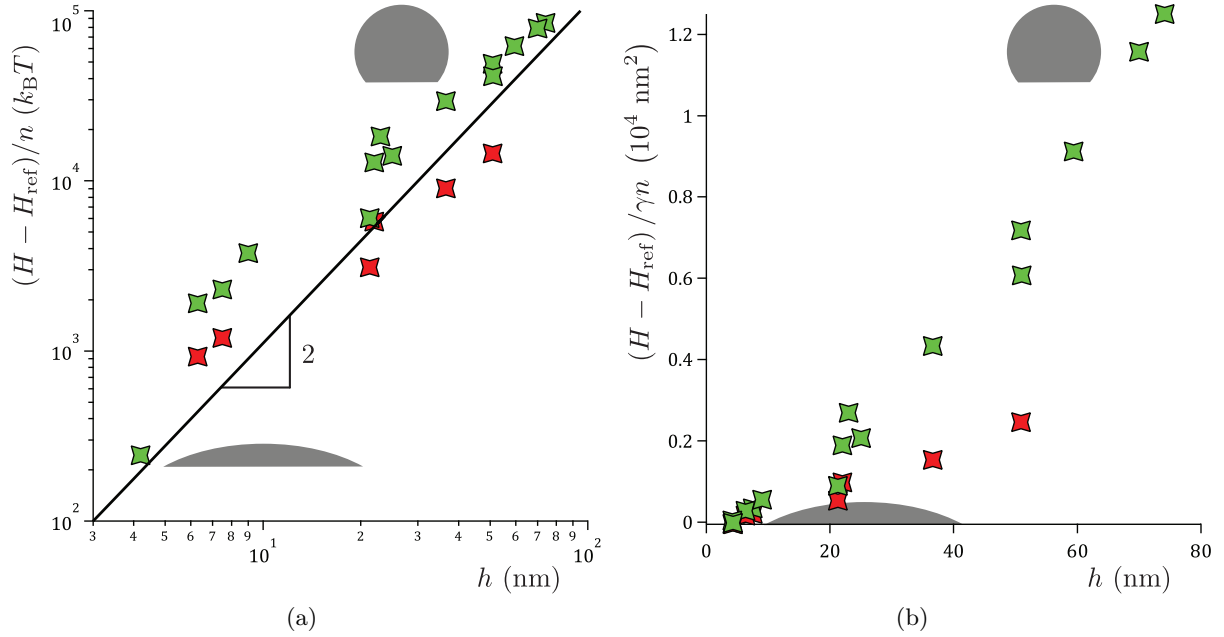 (H − H_ref)/n (k_BT)
10^5
10^4
10^3
10^2
2
3 4 5 6 7 8 9 10^1 2 3 4 5 6 7 8 9 10^2
h (nm)
(a)
(H − H_ref)/γn (10^4 nm^2)
1.2
1
0.8
0.6
0.4
0.2
0
0 20 40 60 80
h (nm)
(b)